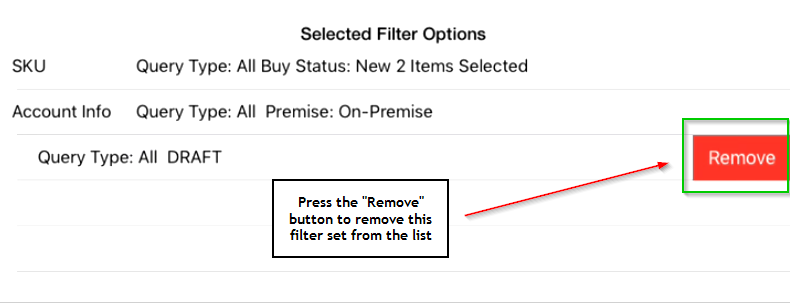 Selected Filter Options
SKU Query Type: All Buy Status: New 2 Items Selected
Account Info Query Type: All Premise: On-Premise
Query Type: All DRAFT
Remove
Press the "Remove"
button to remove this
filter set from the list